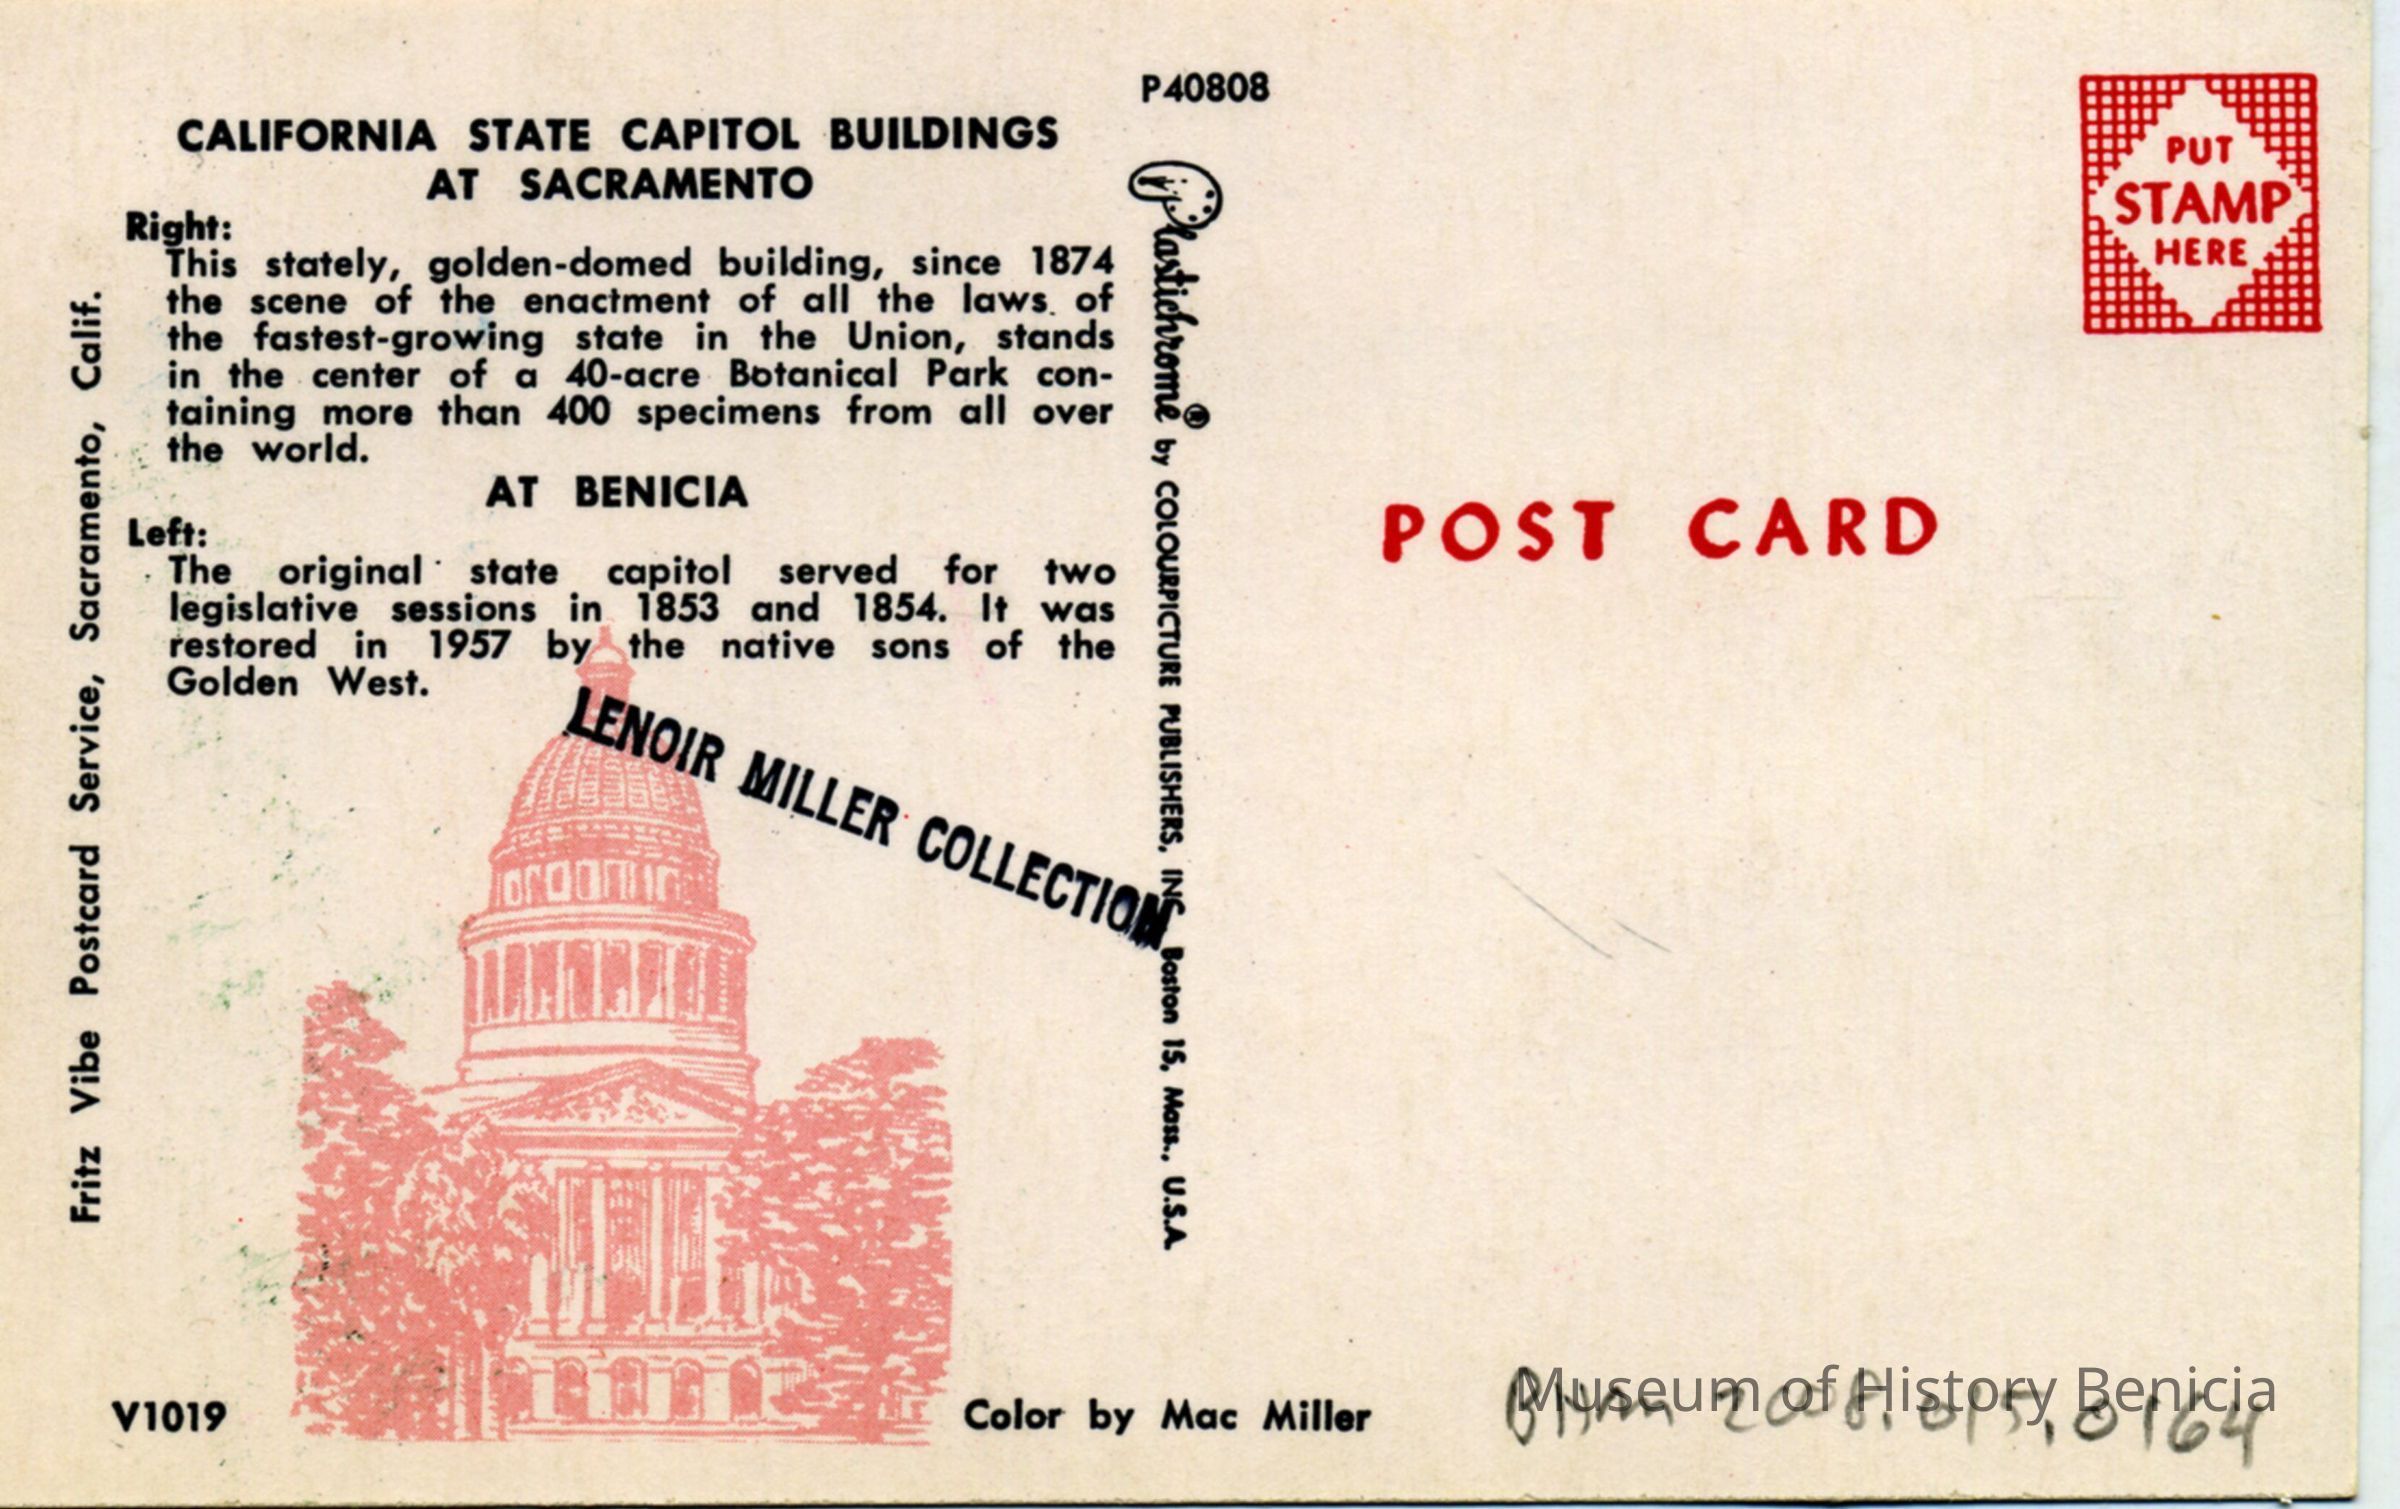 P40808
CALIFORNIA STATE CAPITOL BUILDINGS
AT SACRAMENTO
Right:
This stately, golden-domed building, since 1874
the scene of the enactment of all the laws of
the fastest-growing state in the Union, stands
in the center of a 40-acre Botanical Park con-
taining more than 400 specimens from all over
the world.
AT BENICIA
Left:
The original state capitol served for two
legislative sessions in 1853 and 1854. It was
restored in 1957 by the native sons of the
Golden West.
LENOIR MILLER COLLECTION
Fritz Vibe Postcard Service, Sacramento, Calif.
V1019
Color by Mac Miller
Plastichrome® by COLOURPICTURE PUBLISHERS, INC. Boston 15, Mass., U.S.A.
PUT
STAMP
HERE
POST CARD
Museum of History Benicia
2008.015.0164